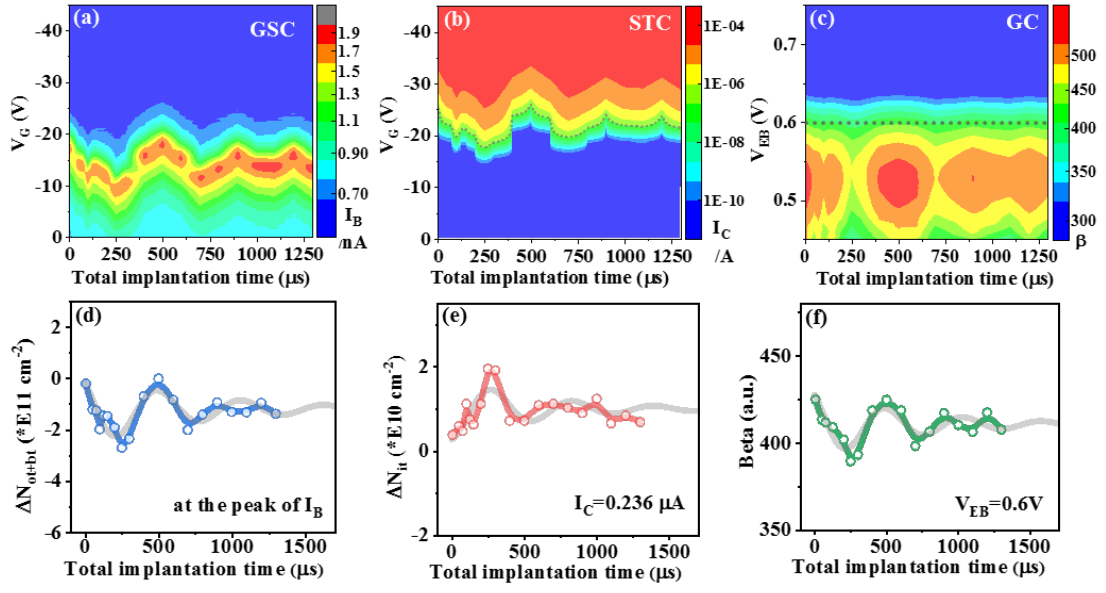 (a)
GSC
-40
-30
-20
-10
0
V_G (V)
0 250 500 750 1000 1250
Total implantation time (μs)
1.9
1.7
1.5
1.3
1.1
0.90
0.70
I_B
/nA
(b)
STC
-40
-30
-20
-10
0
V_G (V)
0 250 500 750 1000 1250
Total implantation time (μs)
1E-04
1E-06
1E-08
1E-10
I_C
/A
(c)
GC
0.7
0.6
0.5
V_EB (V)
0 250 500 750 1000 1250
Total implantation time (μs)
500
450
400
350
300
β
(d)
2
0
-2
-4
-6
ΔN_ot+bt (*E11 cm⁻²)
at the peak of I_B
0 500 1000 1500
Total implantation time (μs)
(e)
2
0
-2
ΔN_it (*E10 cm⁻²)
I_C=0.236 μA
0 500 1000 1500
Total implantation time (μs)
(f)
450
400
350
Beta (a.u.)
V_EB=0.6V
0 500 1000 1500
Total implantation time (μs)